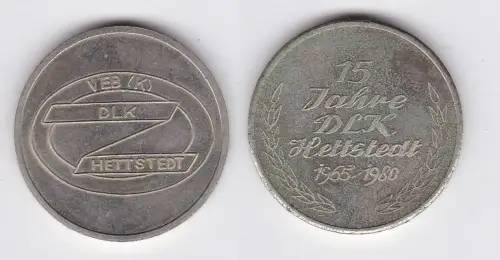 VEB (K)
DLK
HETTSTEDT
15
Jahre
DLK
Hettstedt
1965/1980